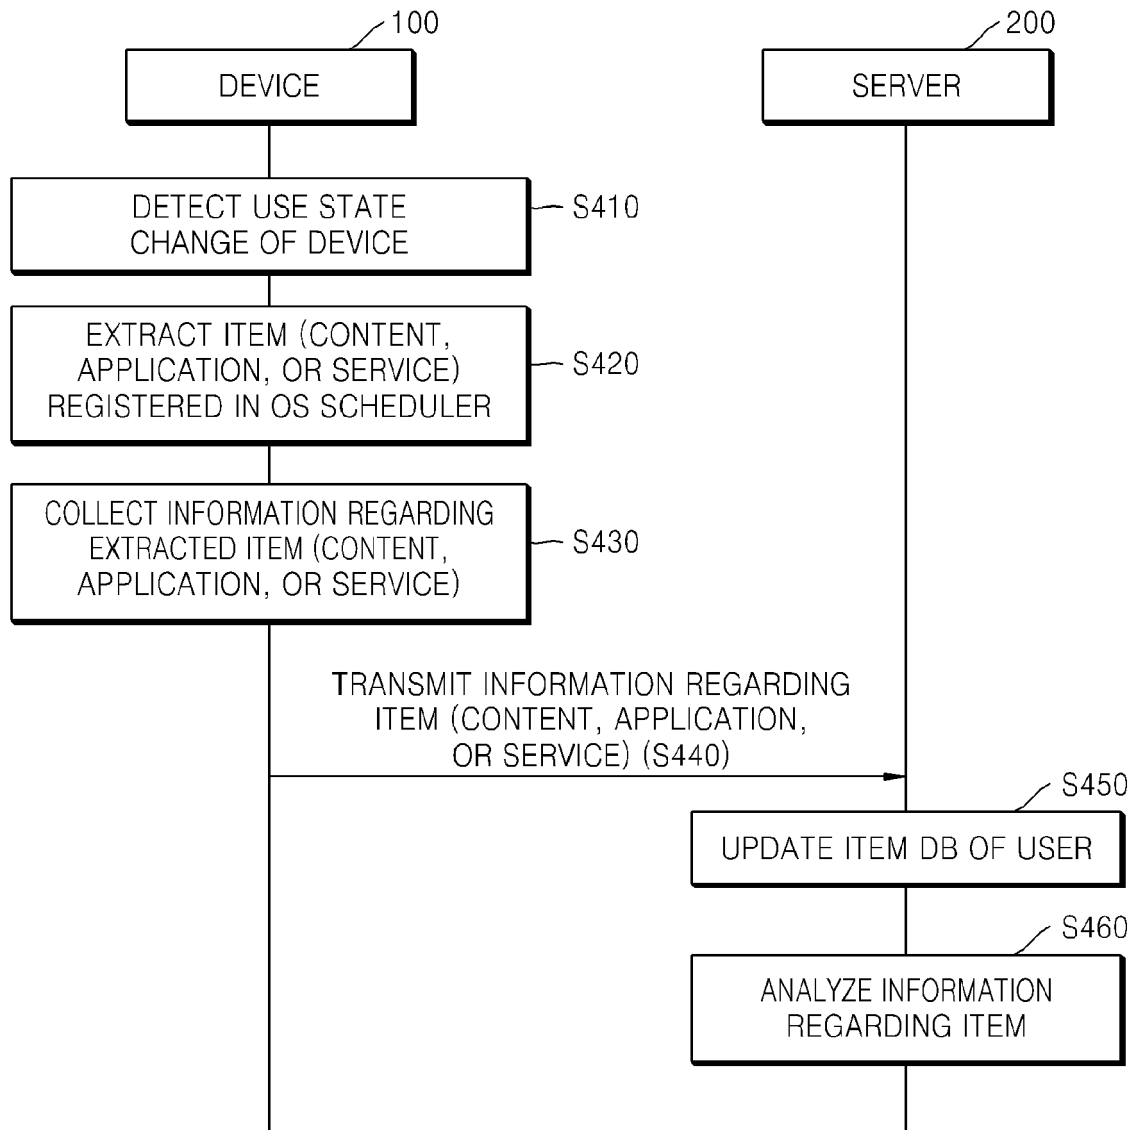 100
200
DEVICE
SERVER
DETECT USE STATE
CHANGE OF DEVICE
S410
EXTRACT ITEM (CONTENT,
APPLICATION, OR SERVICE)
REGISTERED IN OS SCHEDULER
S420
COLLECT INFORMATION REGARDING
EXTRACTED ITEM (CONTENT,
APPLICATION, OR SERVICE)
S430
TRANSMIT INFORMATION REGARDING
ITEM (CONTENT, APPLICATION,
OR SERVICE) (S440)
S450
UPDATE ITEM DB OF USER
S460
ANALYZE INFORMATION
REGARDING ITEM